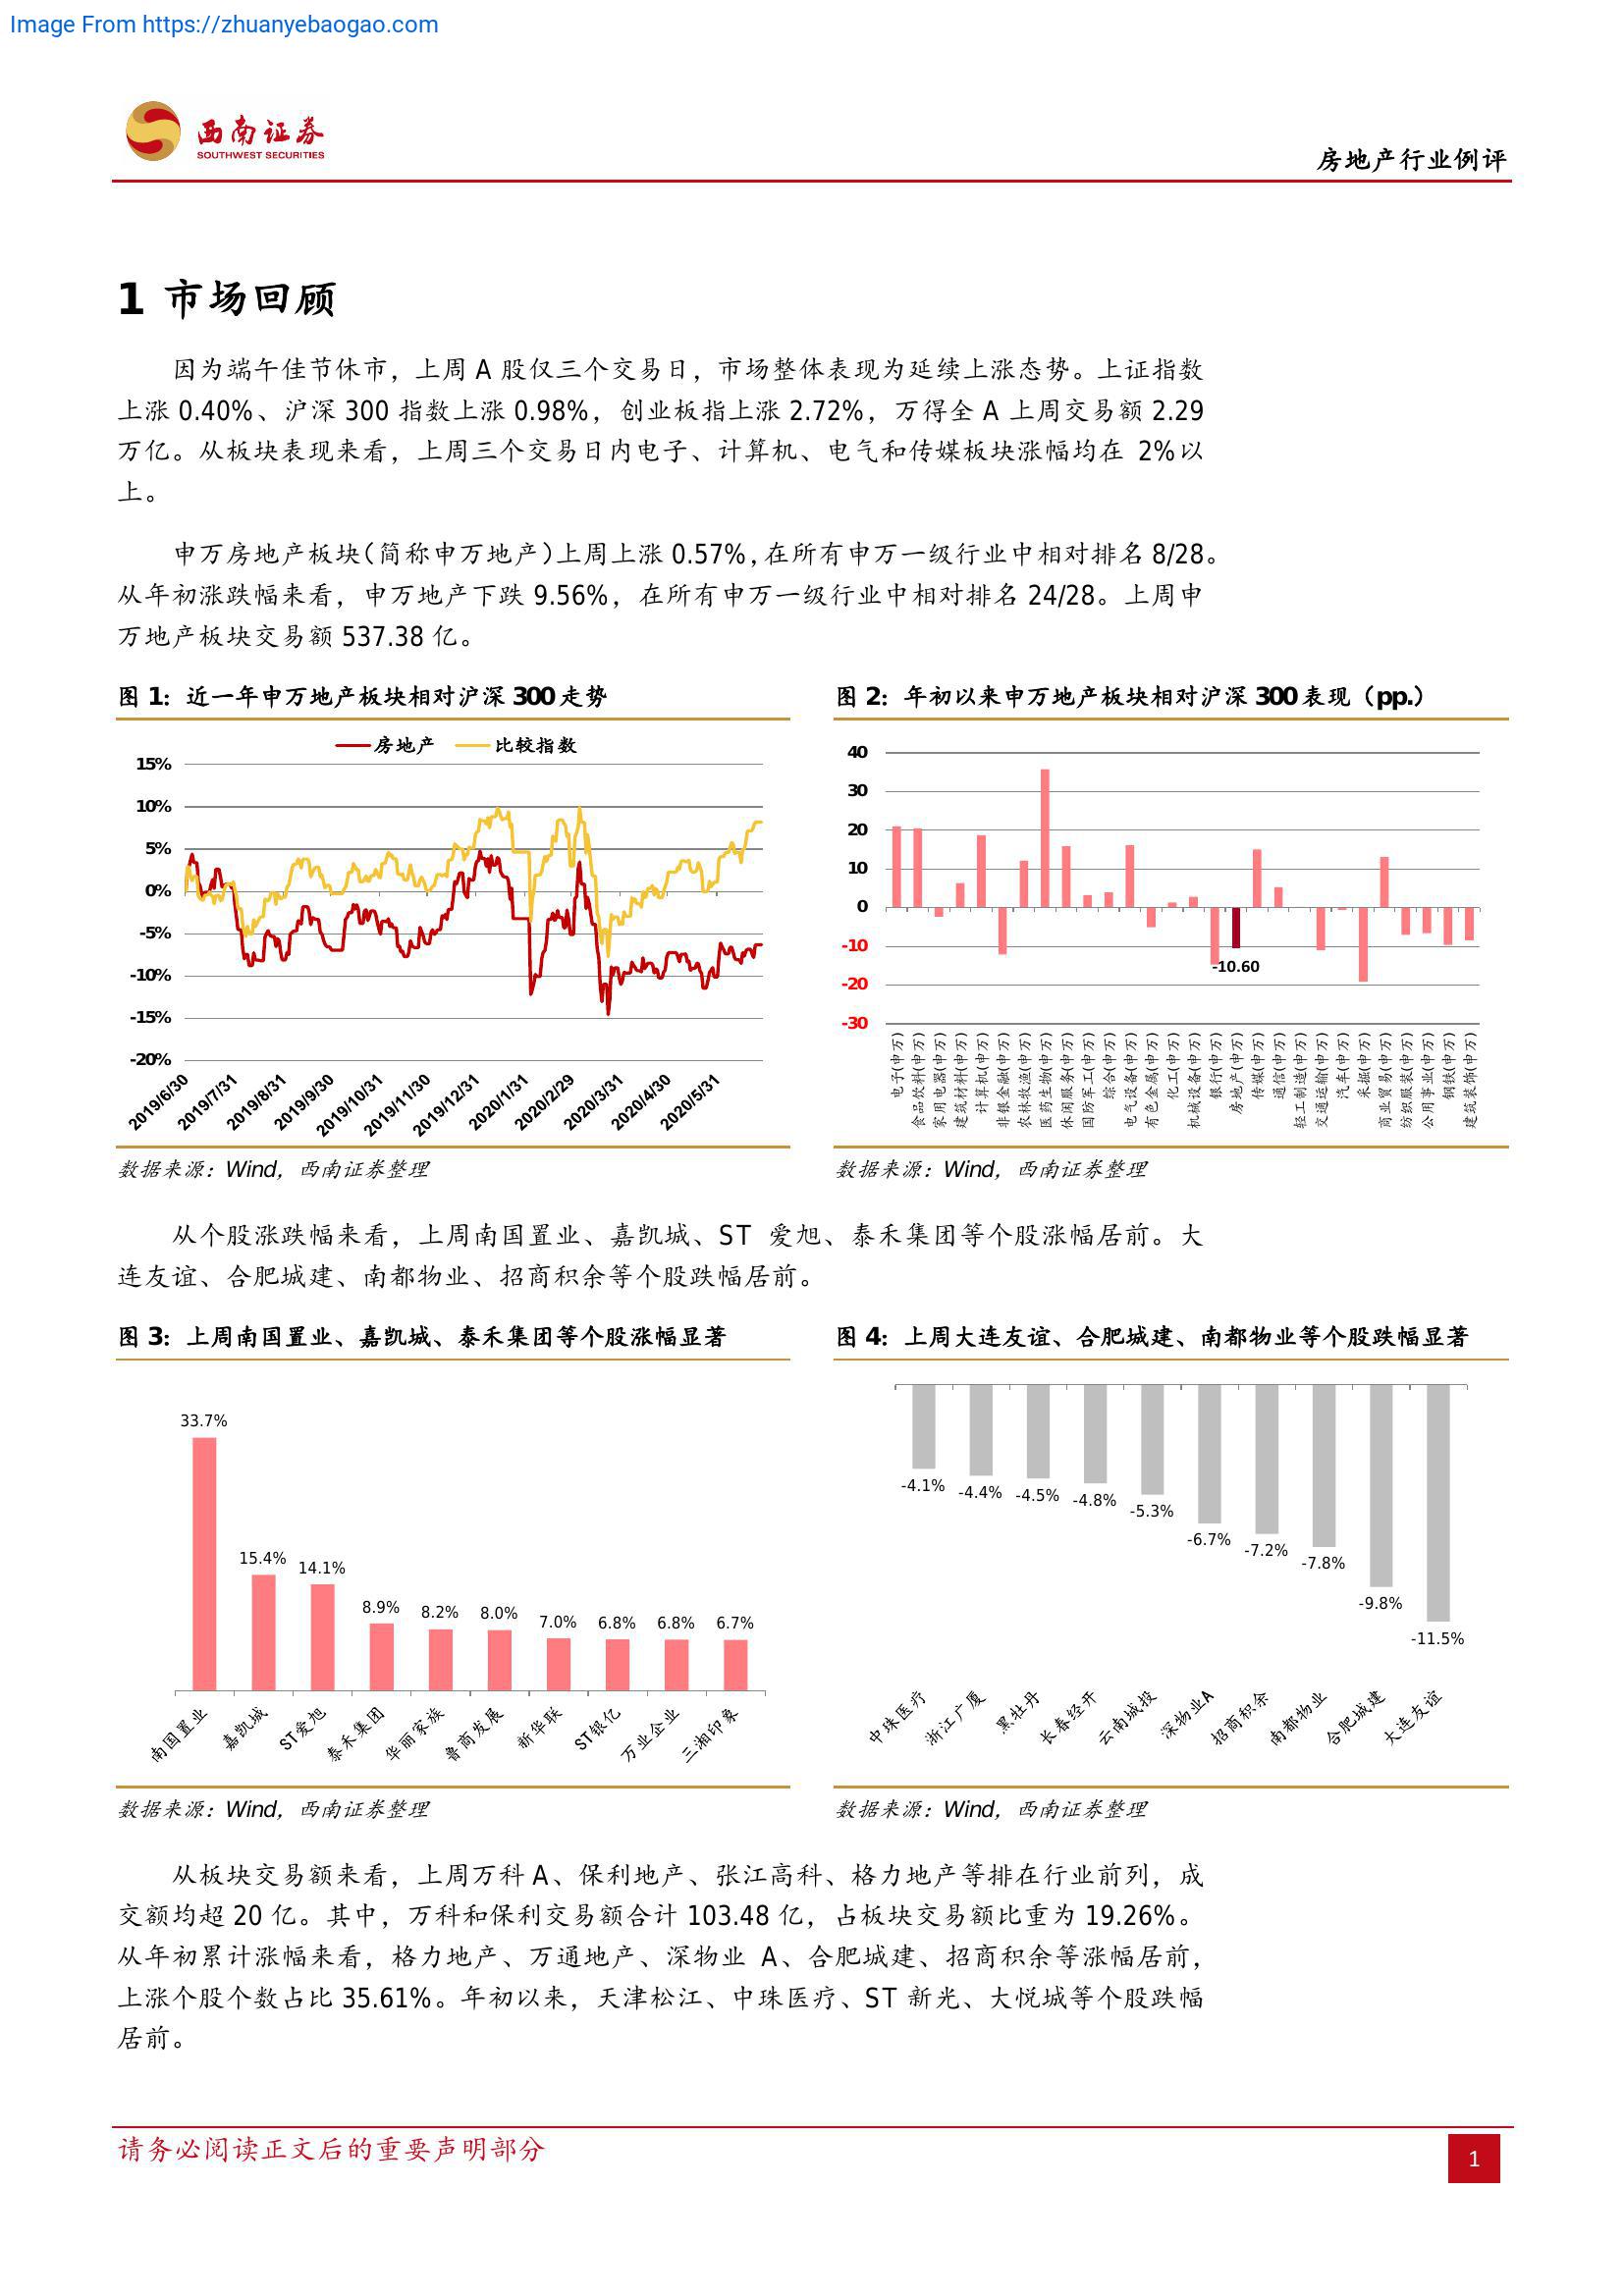 Image From https://zhuanyebaogao.com
西南证券
SOUTHWEST SECURITIES
房地产行业例评
1 市场回顾
因为端午佳节休市，上周 A 股仅三个交易日，市场整体表现为延续上涨态势。上证指数
上涨 0.40%、沪深 300 指数上涨 0.98%，创业板指上涨 2.72%，万得全 A 上周交易额 2.29
万亿。从板块表现来看，上周三个交易日内电子、计算机、电气和传媒板块涨幅均在 2%以
上。
申万房地产板块（简称申万地产）上周上涨 0.57%，在所有申万一级行业中相对排名 8/28。
从年初涨跌幅来看，申万地产下跌 9.56%，在所有申万一级行业中相对排名 24/28。上周申
万地产板块交易额 537.38 亿。
图 1：近一年申万地产板块相对沪深 300 走势
房地产 比较指数
15%
10%
5%
0%
-5%
-10%
-15%
-20%
2019/6/30
2019/7/31
2019/8/31
2019/9/30
2019/10/31
2019/11/30
2019/12/31
2020/1/31
2020/2/29
2020/3/31
2020/4/30
2020/5/31
数据来源：Wind，西南证券整理
图 2：年初以来申万地产板块相对沪深 300 表现（pp.）
40
30
20
10
0
-10
-20
-30
-10.60
电子(申万)
食品饮料(申万)
家用电器(申万)
建筑材料(申万)
计算机(申万)
非银金融(申万)
农林牧渔(申万)
医药生物(申万)
休闲服务(申万)
国防军工(申万)
综合(申万)
电气设备(申万)
有色金属(申万)
化工(申万)
机械设备(申万)
银行(申万)
房地产(申万)
传媒(申万)
通信(申万)
轻工制造(申万)
交通运输(申万)
汽车(申万)
采掘(申万)
商业贸易(申万)
纺织服装(申万)
公用事业(申万)
钢铁(申万)
建筑装饰(申万)
数据来源：Wind，西南证券整理
从个股涨跌幅来看，上周南国置业、嘉凯城、ST 爱旭、泰禾集团等个股涨幅居前。大
连友谊、合肥城建、南都物业、招商积余等个股跌幅居前。
图 3：上周南国置业、嘉凯城、泰禾集团等个股涨幅显著
33.7%
15.4%
14.1%
8.9%
8.2%
8.0%
7.0%
6.8%
6.8%
6.7%
南国置业
嘉凯城
ST爱旭
泰禾集团
华丽家族
鲁商发展
新华联
ST银亿
万业企业
三湘印象
数据来源：Wind，西南证券整理
图 4：上周大连友谊、合肥城建、南都物业等个股跌幅显著
-4.1%
-4.4%
-4.5%
-4.8%
-5.3%
-6.7%
-7.2%
-7.8%
-9.8%
-11.5%
中珠医疗
浙江广厦
黑牡丹
长春经开
云南城投
深物业A
招商积余
南都物业
合肥城建
大连友谊
数据来源：Wind，西南证券整理
从板块交易额来看，上周万科 A、保利地产、张江高科、格力地产等排在行业前列，成
交额均超 20 亿。其中，万科和保利交易额合计 103.48 亿，占板块交易额比重为 19.26%。
从年初累计涨幅来看，格力地产、万通地产、深物业 A、合肥城建、招商积余等涨幅居前，
上涨个股个数占比 35.61%。年初以来，天津松江、中珠医疗、ST 新光、大悦城等个股跌幅
居前。
请务必阅读正文后的重要声明部分
1